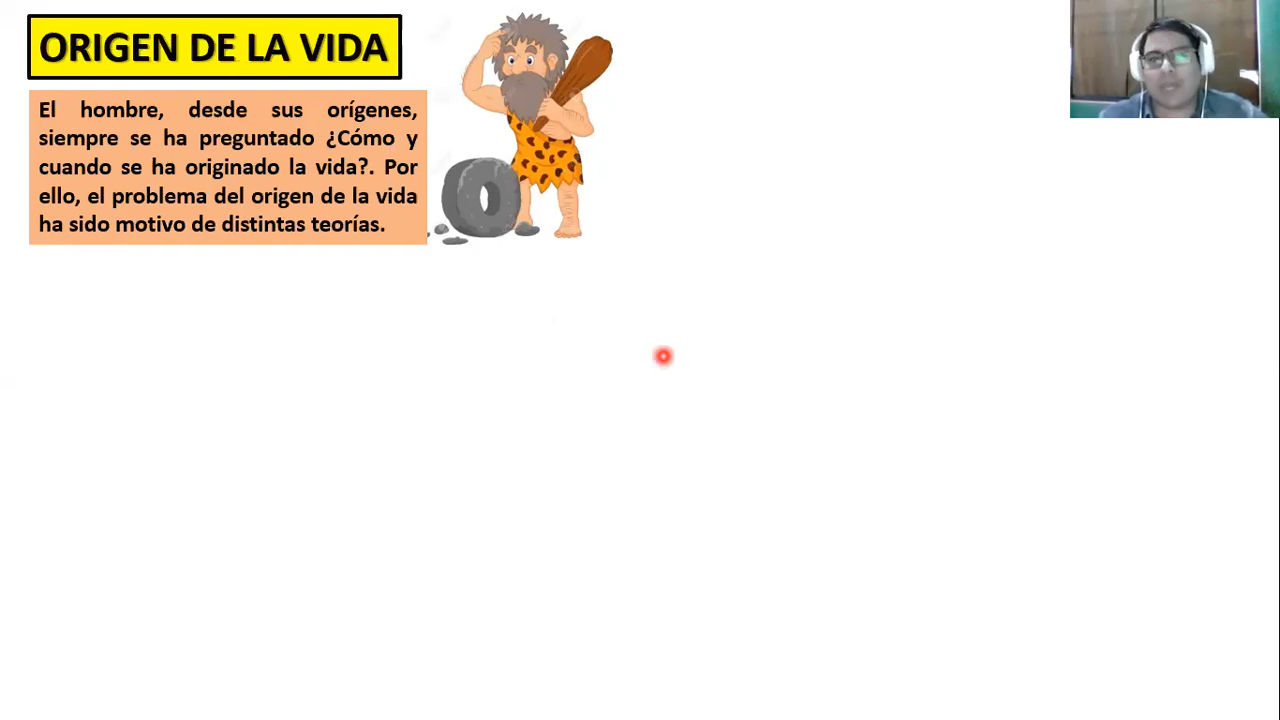 ORIGEN DE LA VIDA
El hombre, desde sus orígenes,
siempre se ha preguntado ¿Cómo y
cuando se ha originado la vida?. Por
ello, el problema del origen de la vida
ha sido motivo de distintas teorías.